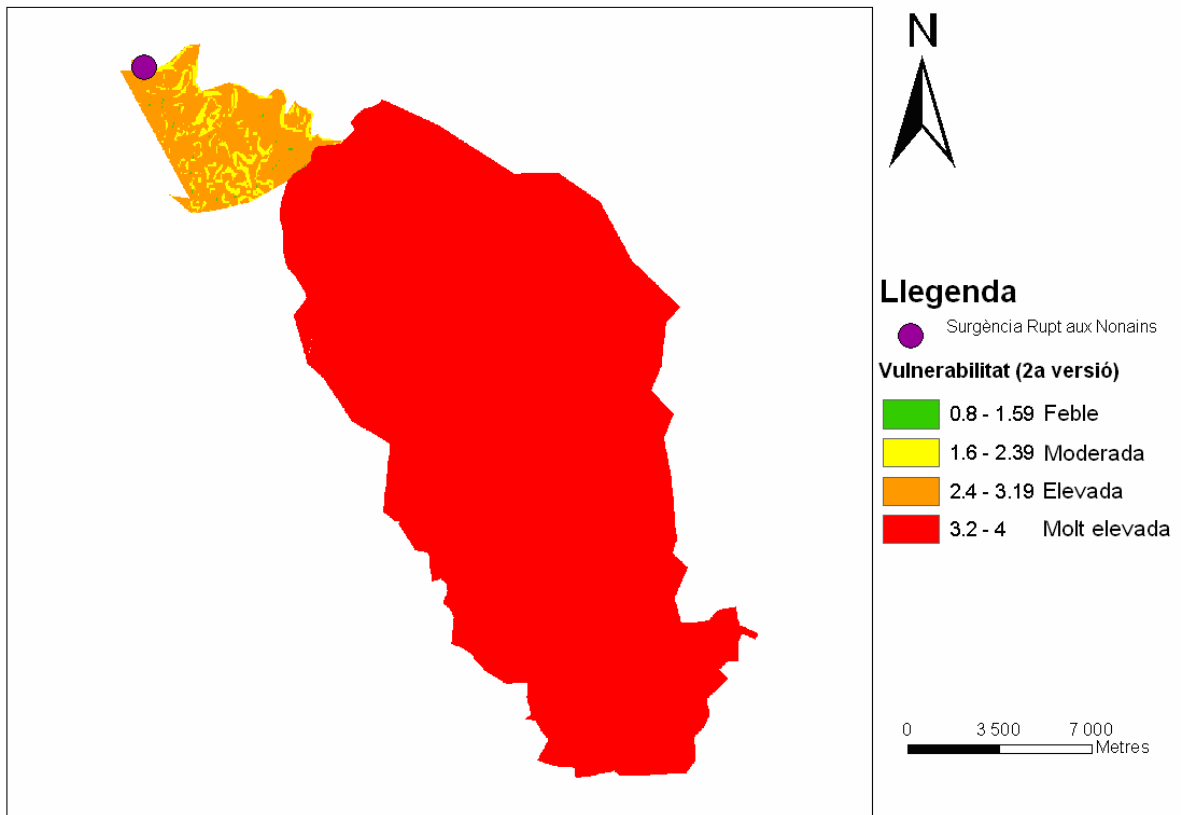 N
Llegenda
Surgència Rupt aux Nonains
Vulnerabilitat (2a versió)
0.8 - 1.59 Feble
1.6 - 2.39 Moderada
2.4 - 3.19 Elevada
3.2 - 4 Molt elevada
0 3 500 7 000
Metres